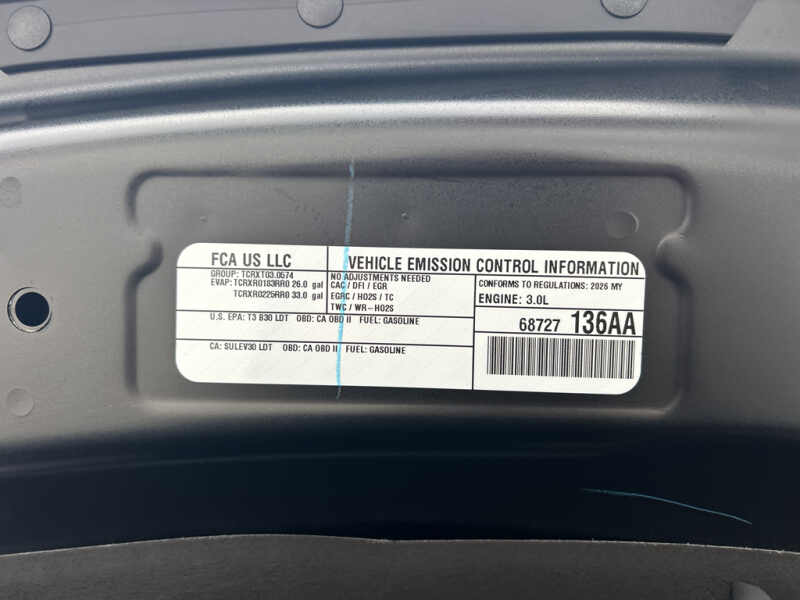 FCA US LLC
GROUP: TCRXT03.0574
EVAP: TCRXR0183RR0 26.0 gal
TCRXR0225RR0 33.0 gal
VEHICLE EMISSION CONTROL INFORMATION
NO ADJUSTMENTS NEEDED
CAC / DFI / EGR
EGRC / HO2S / TC
TWC / WR-HO2S
CONFORMS TO REGULATIONS: 2026 MY
ENGINE: 3.0L
U.S. EPA: T3 B30 LDT OBD: CA OBD II FUEL: GASOLINE
CA: SULEV30 LDT OBD: CA OBD II FUEL: GASOLINE
68727 136AA